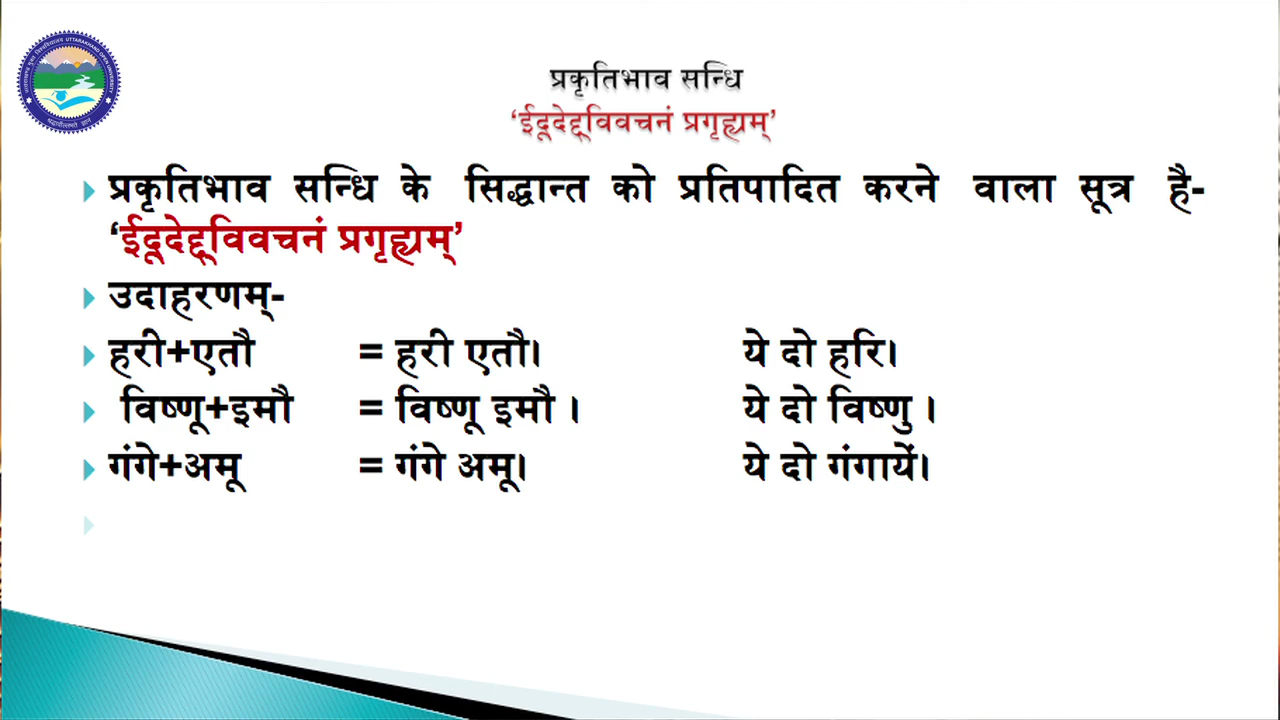 प्रकृतिभाव सन्धि
‘ईदूदेद्द्विवचनं प्रगृह्यम्’
प्रकृतिभाव सन्धि के सिद्धान्त को प्रतिपादित करने वाला सूत्र है-
‘ईदूदेद्द्विवचनं प्रगृह्यम्’
उदाहरणम्-
हरी+एतौ = हरी एतौ। ये दो हरि।
विष्णू+इमौ = विष्णू इमौ । ये दो विष्णु ।
गंगे+अमू = गंगे अमू। ये दो गंगायें।